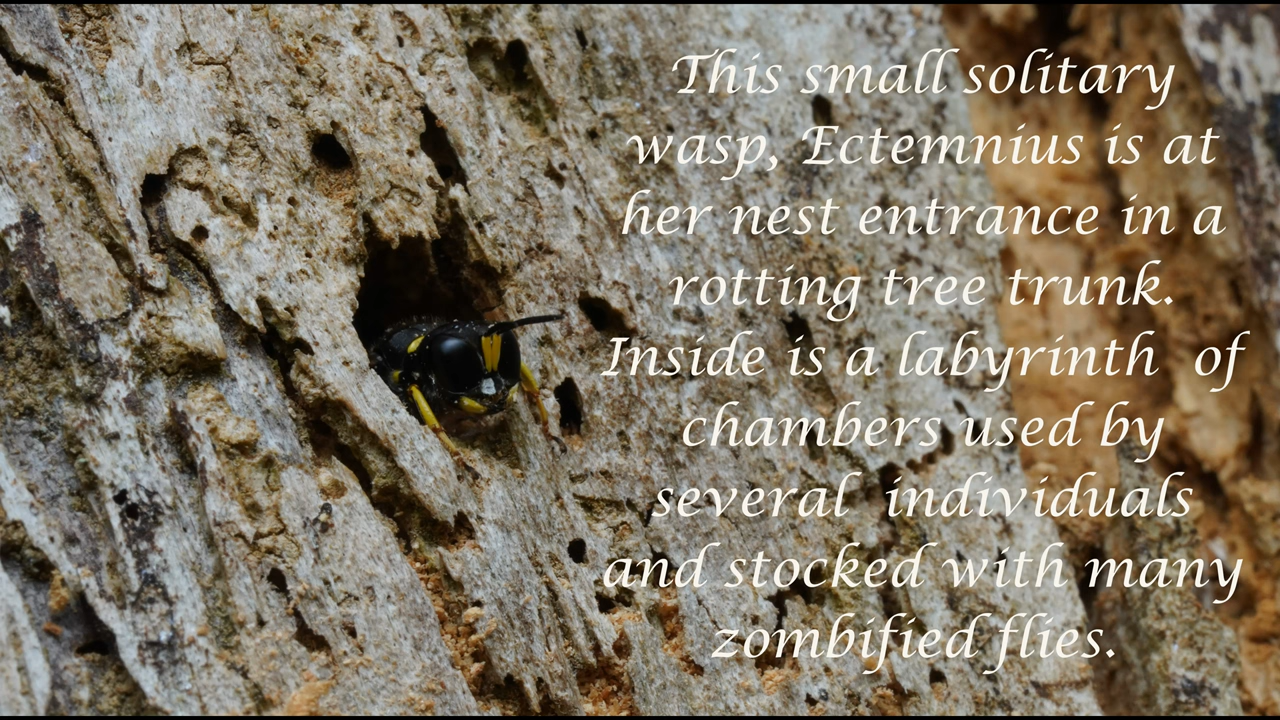 This small solitary
wasp, Ectemnius is at
her nest entrance in a
rotting tree trunk.
Inside is a labyrinth  of
chambers used by
several  individuals
and stocked with many
zombified flies.